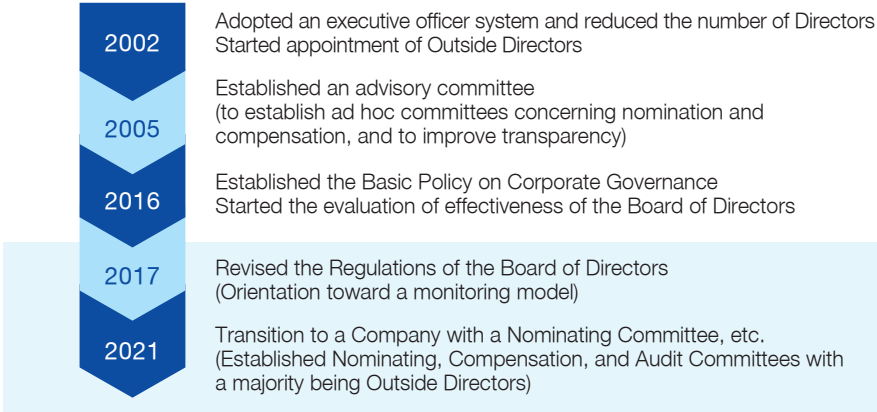 2002
Adopted an executive officer system and reduced the number of Directors
Started appointment of Outside Directors
2005
Established an advisory committee
(to establish ad hoc committees concerning nomination and
compensation, and to improve transparency)
2016
Established the Basic Policy on Corporate Governance
Started the evaluation of effectiveness of the Board of Directors
2017
Revised the Regulations of the Board of Directors
(Orientation toward a monitoring model)
2021
Transition to a Company with a Nominating Committee, etc.
(Established Nominating, Compensation, and Audit Committees with
a majority being Outside Directors)